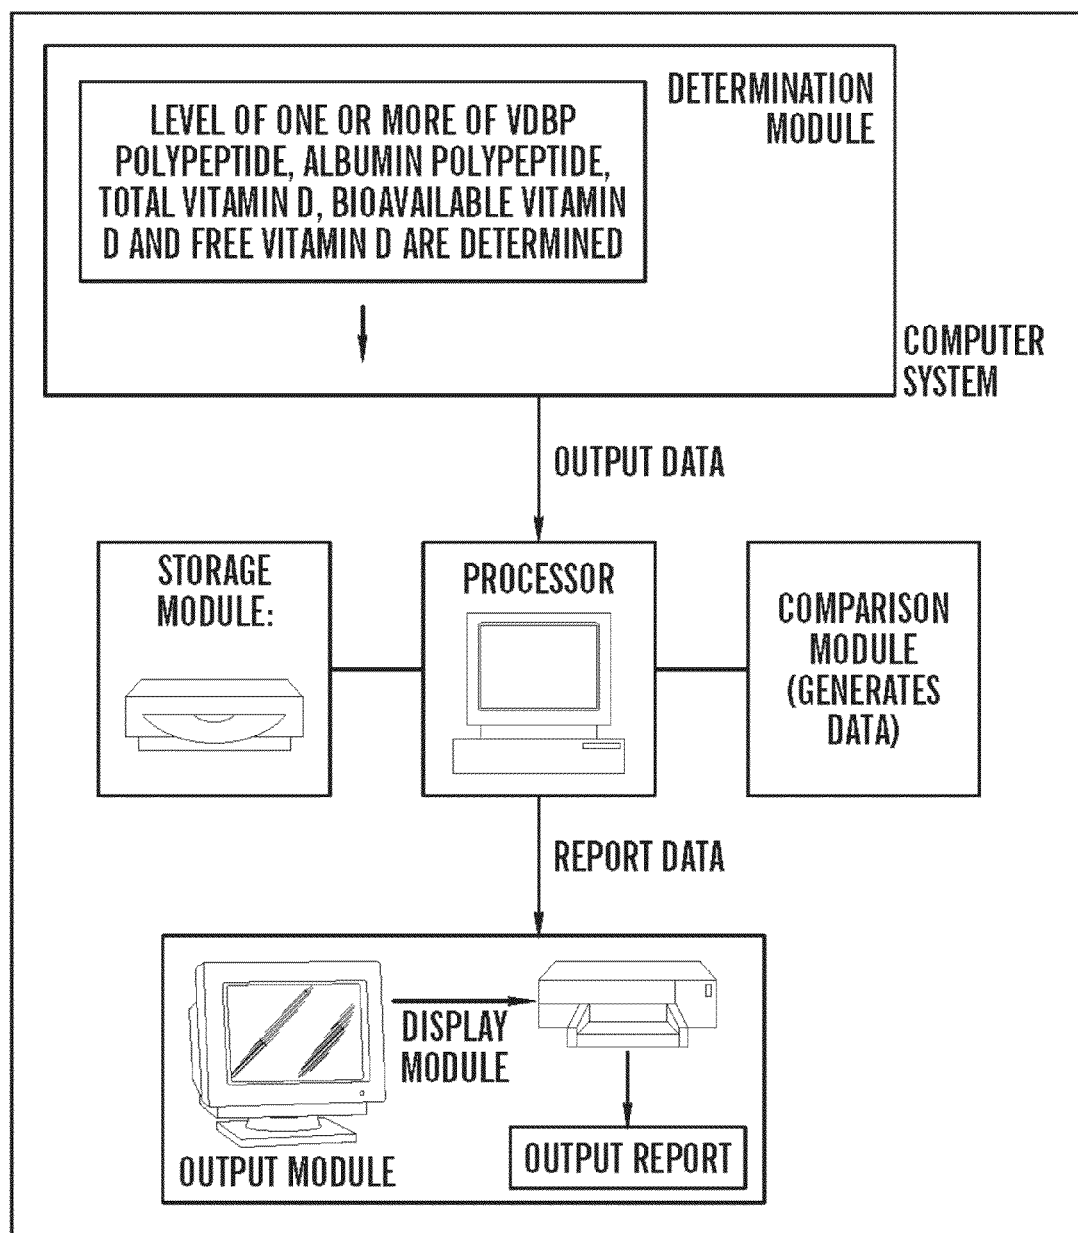 DETERMINATION
MODULE
LEVEL OF ONE OR MORE OF VDBP
POLYPEPTIDE, ALBUMIN POLYPEPTIDE,
TOTAL VITAMIN D, BIOAVAILABLE VITAMIN
D AND FREE VITAMIN D ARE DETERMINED
COMPUTER
SYSTEM
OUTPUT DATA
STORAGE
MODULE:
PROCESSOR
COMPARISON
MODULE
(GENERATES
DATA)
REPORT DATA
DISPLAY
MODULE
OUTPUT MODULE
OUTPUT REPORT